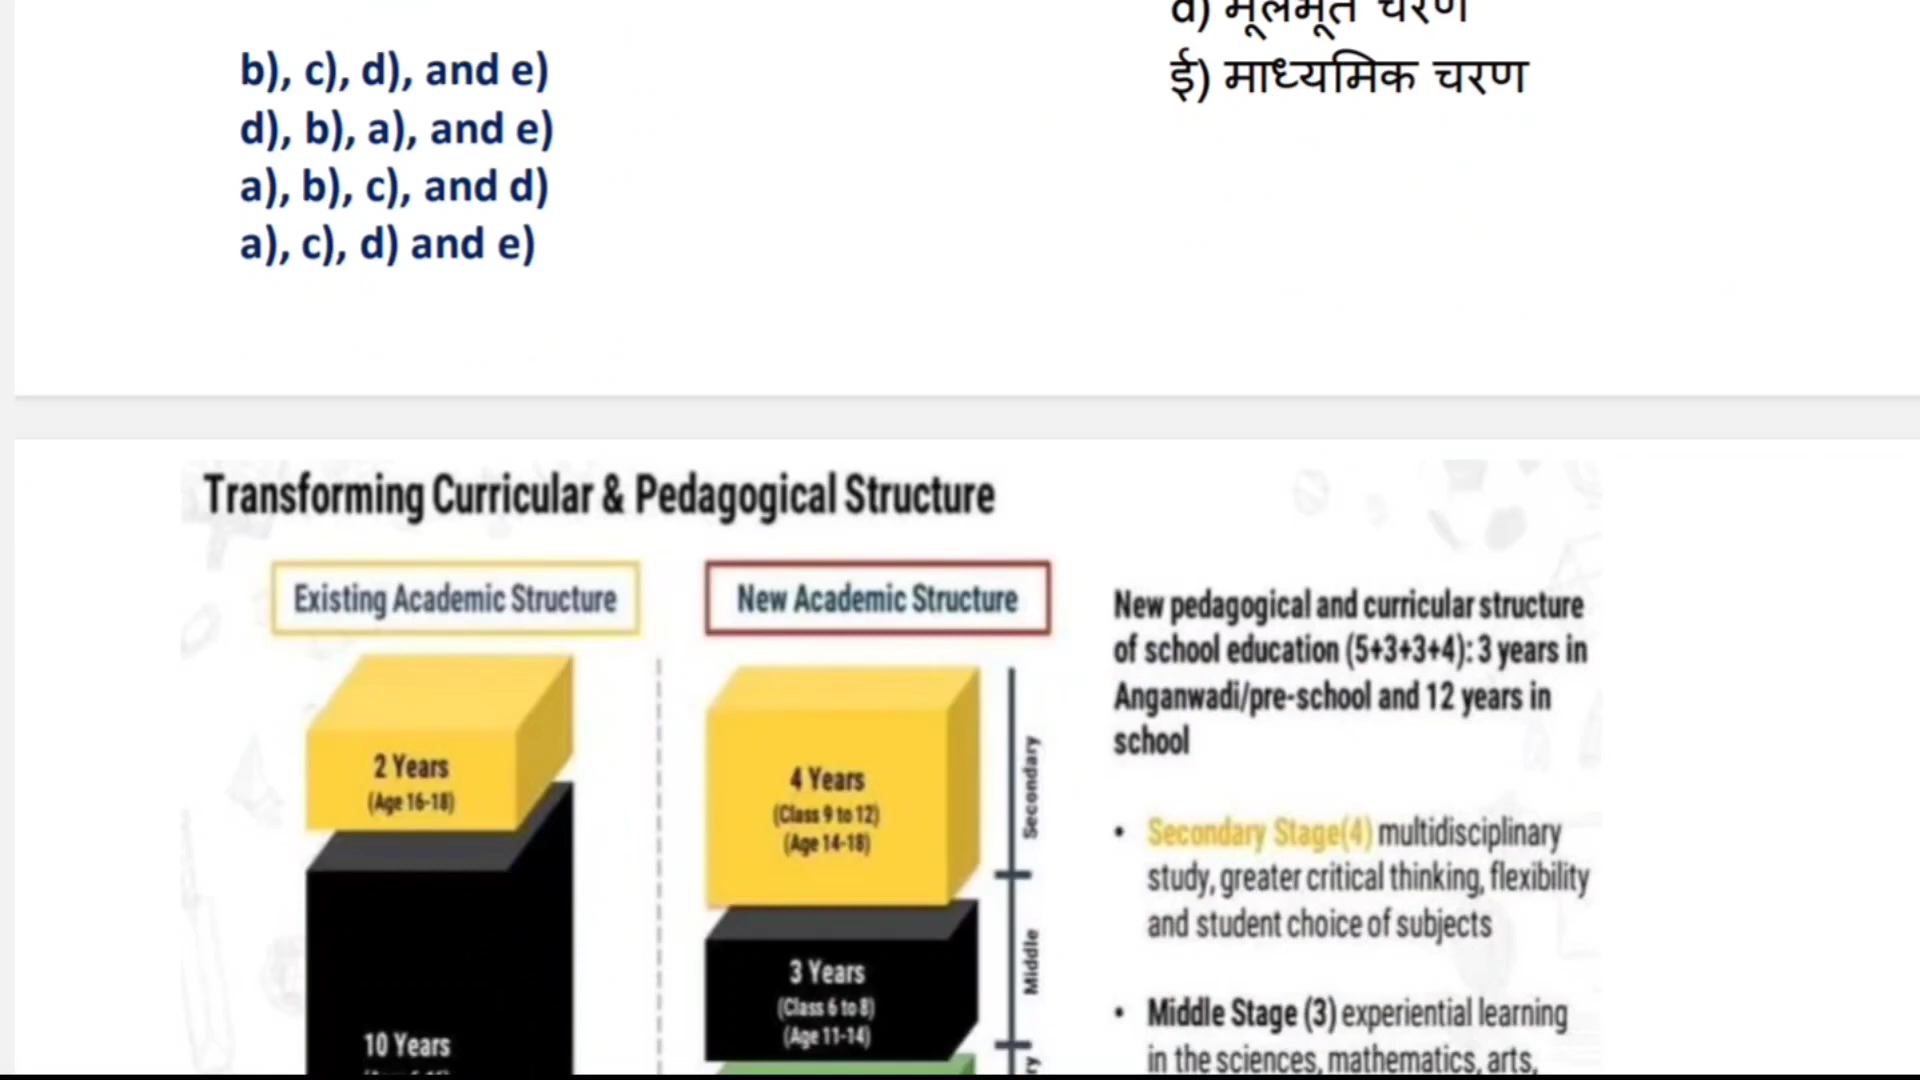 d) मूलभूत चरण
b), c), d), and e)
ई) माध्यमिक चरण
d), b), a), and e)
a), b), c), and d)
a), c), d) and e)
Transforming Curricular & Pedagogical Structure
Existing Academic Structure
New Academic Structure
2 Years
(Age 16-18)
10 Years
4 Years
(Class 9 to 12)
(Age 14-18)
3 Years
(Class 6 to 8)
(Age 11-14)
Secondary
Middle
New pedagogical and curricular structure
of school education (5+3+3+4): 3 years in
Anganwadi/pre-school and 12 years in
school
• Secondary Stage(4) multidisciplinary
study, greater critical thinking, flexibility
and student choice of subjects
• Middle Stage (3) experiential learning
in the sciences, mathematics, arts,